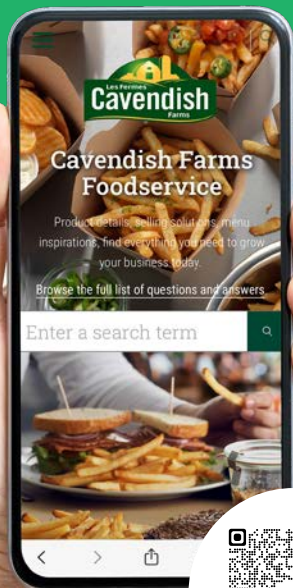 Les Fermes
Cavendish
Farms
Cavendish Farms
Foodservice
Product details, selling solutions, menu
inspirations, find everything you need to grow
your business today.
Browse the full list of questions and answers
Enter a search term